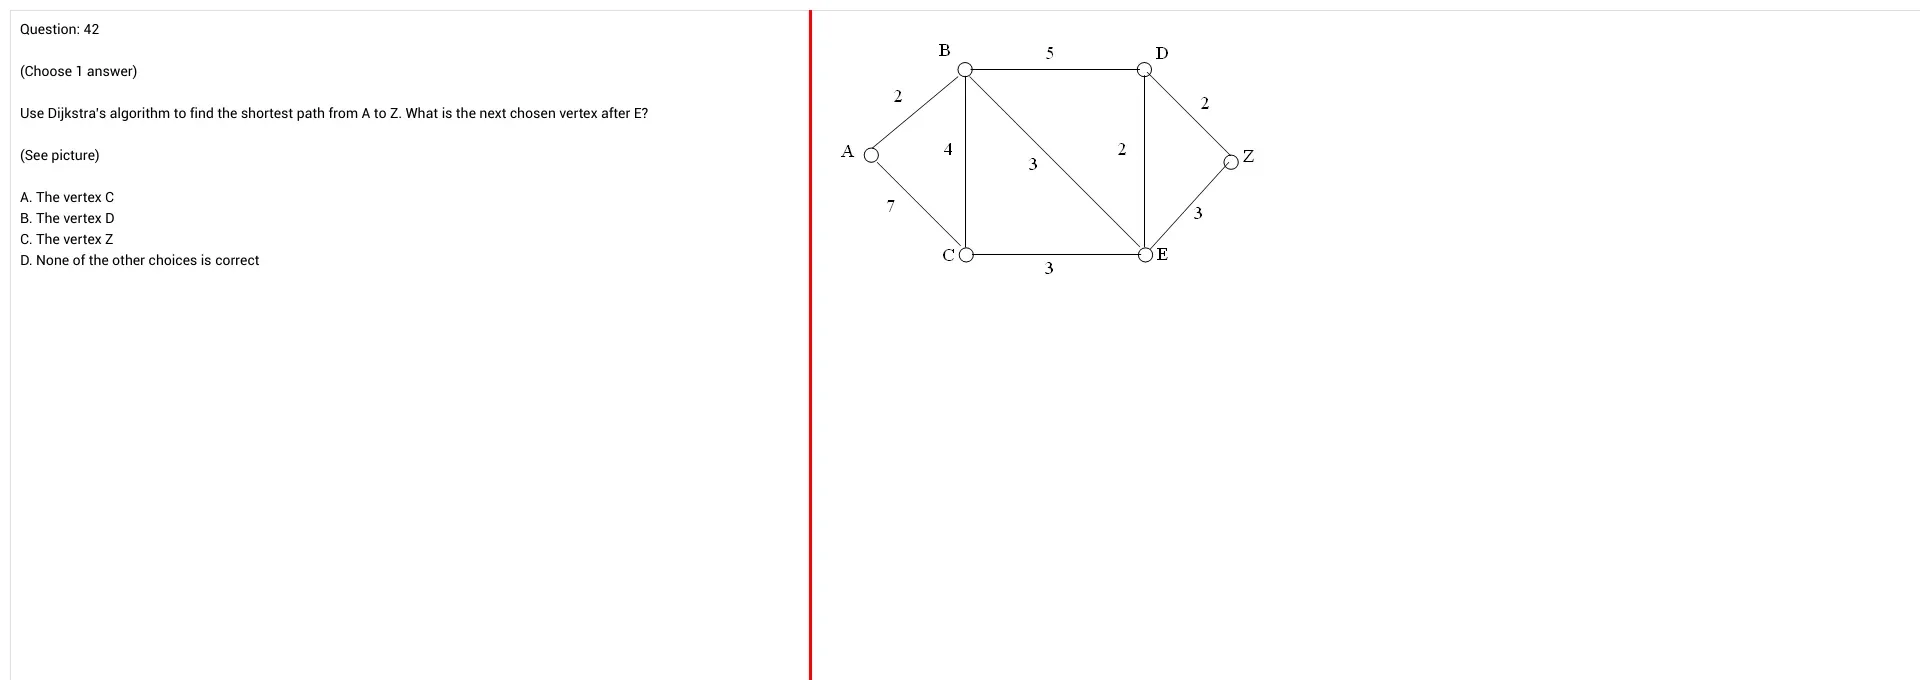 Question: 42
(Choose 1 answer)
Use Dijkstra's algorithm to find the shortest path from A to Z. What is the next chosen vertex after E?
(See picture)
A. The vertex C
B. The vertex D
C. The vertex Z
D. None of the other choices is correct
B
5
D
2
2
A
4
3
2
Z
7
3
C
E
3